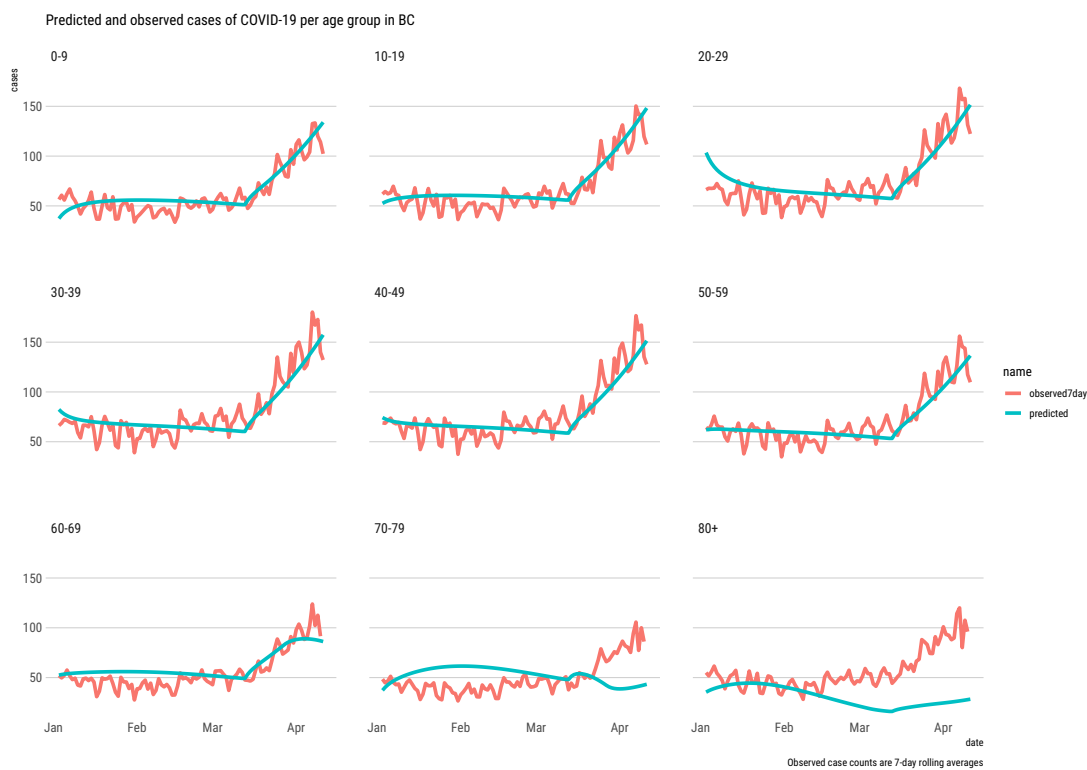 Predicted and observed cases of COVID-19 per age group in BC
0-9
10-19
20-29
cases
150
100
50
30-39
40-49
50-59
150
100
50
name
observed7day
predicted
60-69
70-79
80+
150
100
50
Jan Feb Mar Apr
Jan Feb Mar Apr
Jan Feb Mar Apr
date
Observed case counts are 7-day rolling averages